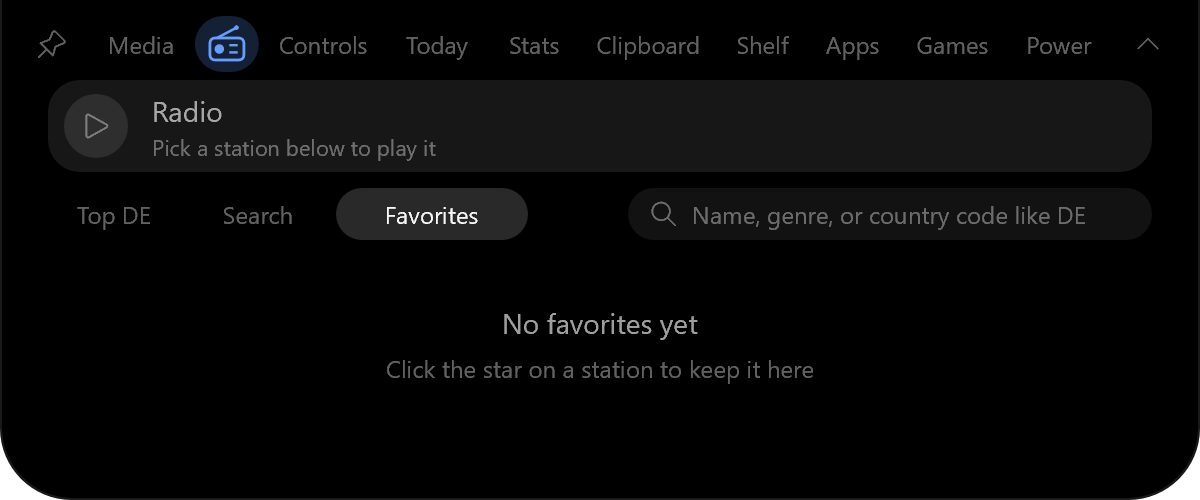 Media Controls Today Stats Clipboard Shelf Apps Games Power
Radio
Pick a station below to play it
Top DE Search Favorites Name, genre, or country code like DE
No favorites yet
Click the star on a station to keep it here